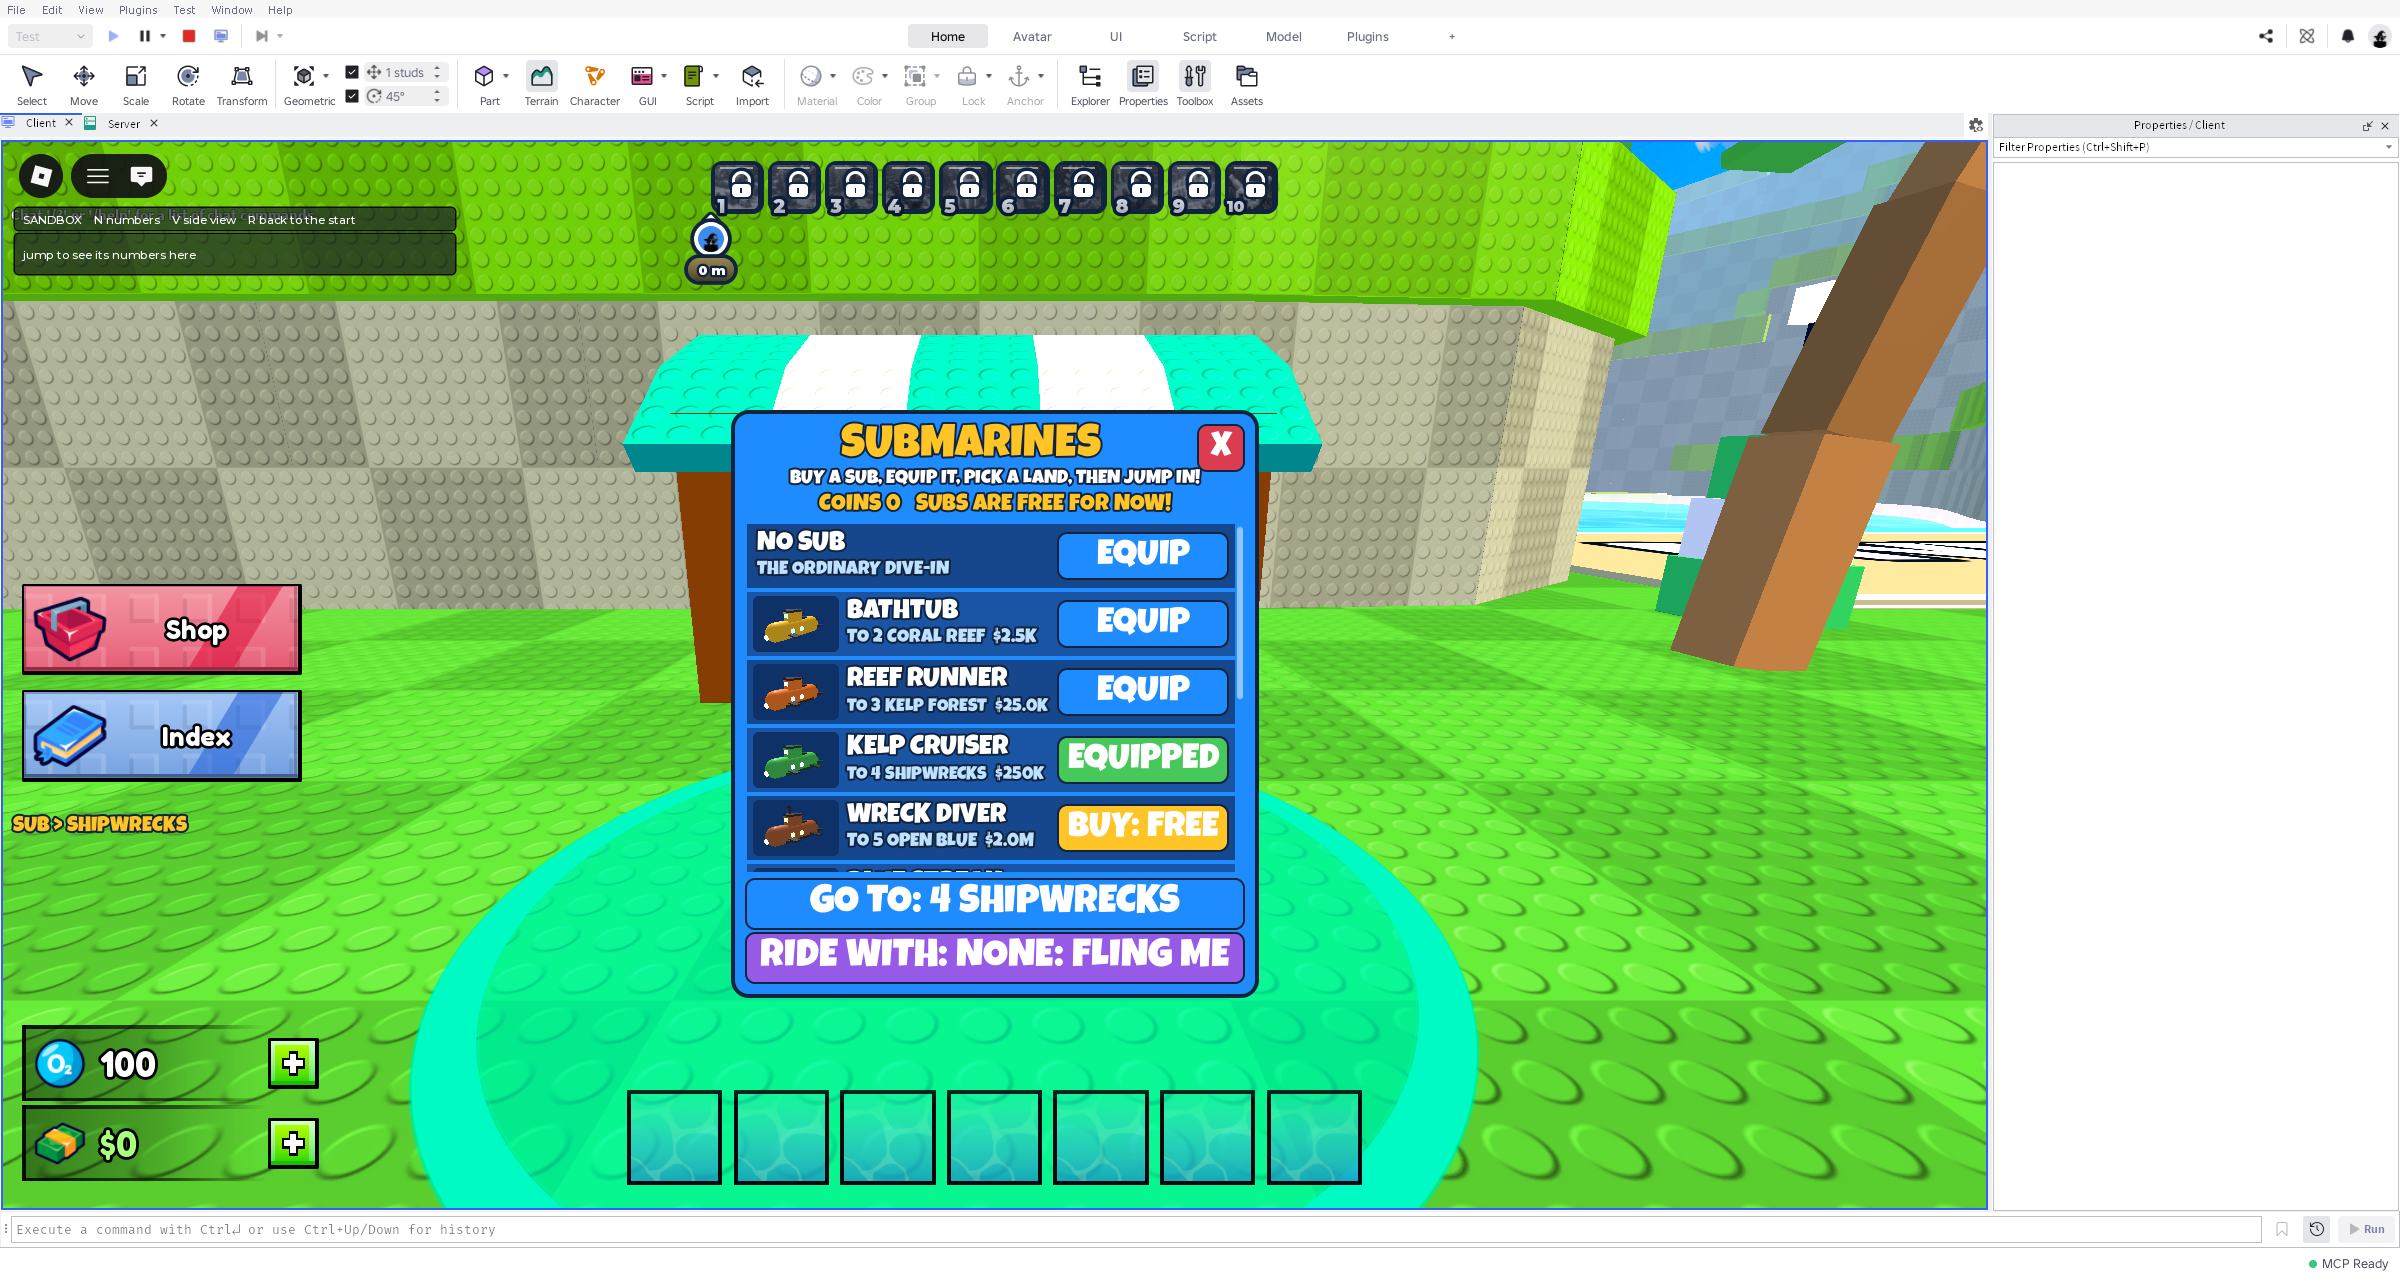 File Edit View Plugins Test Window Help
Test
Home Avatar UI Script Model Plugins +
Select Move Scale Rotate Transform Geometric
1 studs
45°
Part Terrain Character GUI Script Import Material Color Group Lock Anchor Explorer Properties Toolbox Assets
Client Server
Properties / Client
Filter Properties (Ctrl+Shift+P)
1 2 3 4 5 6 7 8 9 10
SANDBOX N numbers V side view R back to the start
jump to see its numbers here
0 m
SUBMARINES
X
BUY A SUB, EQUIP IT, PICK A LAND, THEN JUMP IN!
COINS 0 SUBS ARE FREE FOR NOW!
NO SUB
THE ORDINARY DIVE-IN
EQUIP
BATHTUB
TO 2 CORAL REEF $2.5K
EQUIP
REEF RUNNER
TO 3 KELP FOREST $25.0K
EQUIP
KELP CRUISER
TO 4 SHIPWRECKS $250K
EQUIPPED
WRECK DIVER
TO 5 OPEN BLUE $2.0M
BUY: FREE
GO TO: 4 SHIPWRECKS
RIDE WITH: NONE: FLING ME
Shop
Index
SUB > SHIPWRECKS
O2 100
$0
Execute a command with Ctrl↵ or use Ctrl+Up/Down for history
Run
MCP Ready